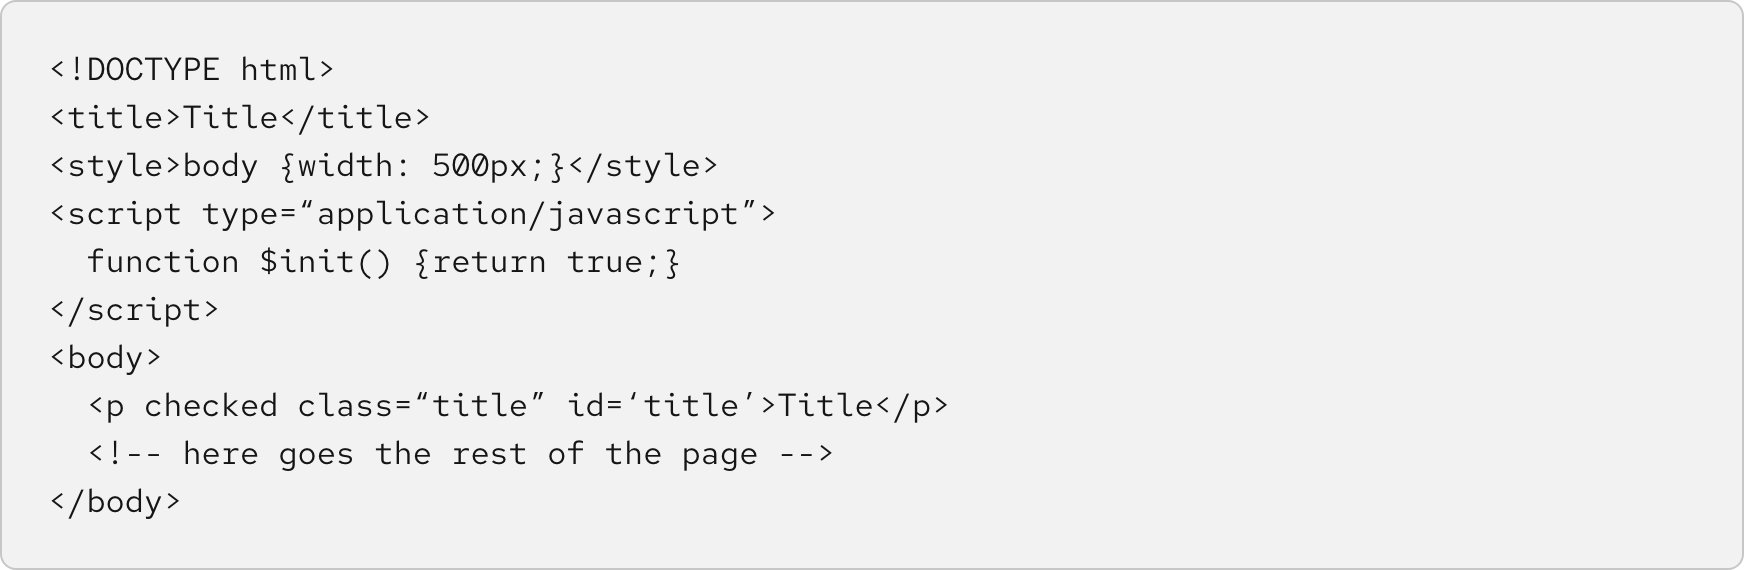 <!DOCTYPE html>
<title>Title</title>
<style>body {width: 500px;}</style>
<script type=“application/javascript”>
  function $init() {return true;}
</script>
<body>
  <p checked class=“title” id=‘title’>Title</p>
  <!-- here goes the rest of the page -->
</body>